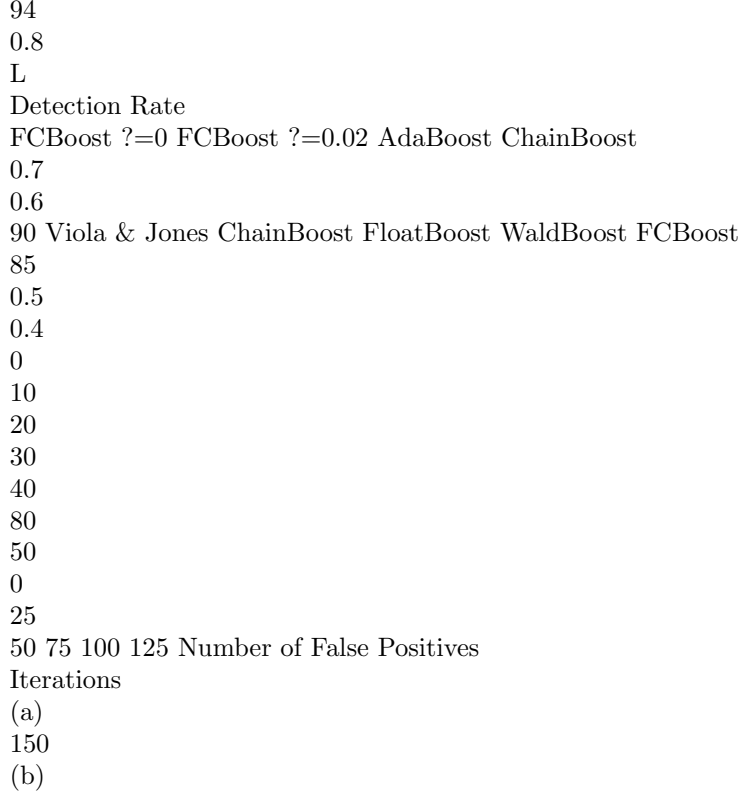 94
0.8
L
Detection Rate
FCBoost ?=0 FCBoost ?=0.02 AdaBoost ChainBoost
0.7
0.6
90 Viola & Jones ChainBoost FloatBoost WaldBoost FCBoost
85
0.5
0.4
0
10
20
30
40
80
50
0
25
50 75 100 125 Number of False Positives
Iterations
(a)
150
(b)